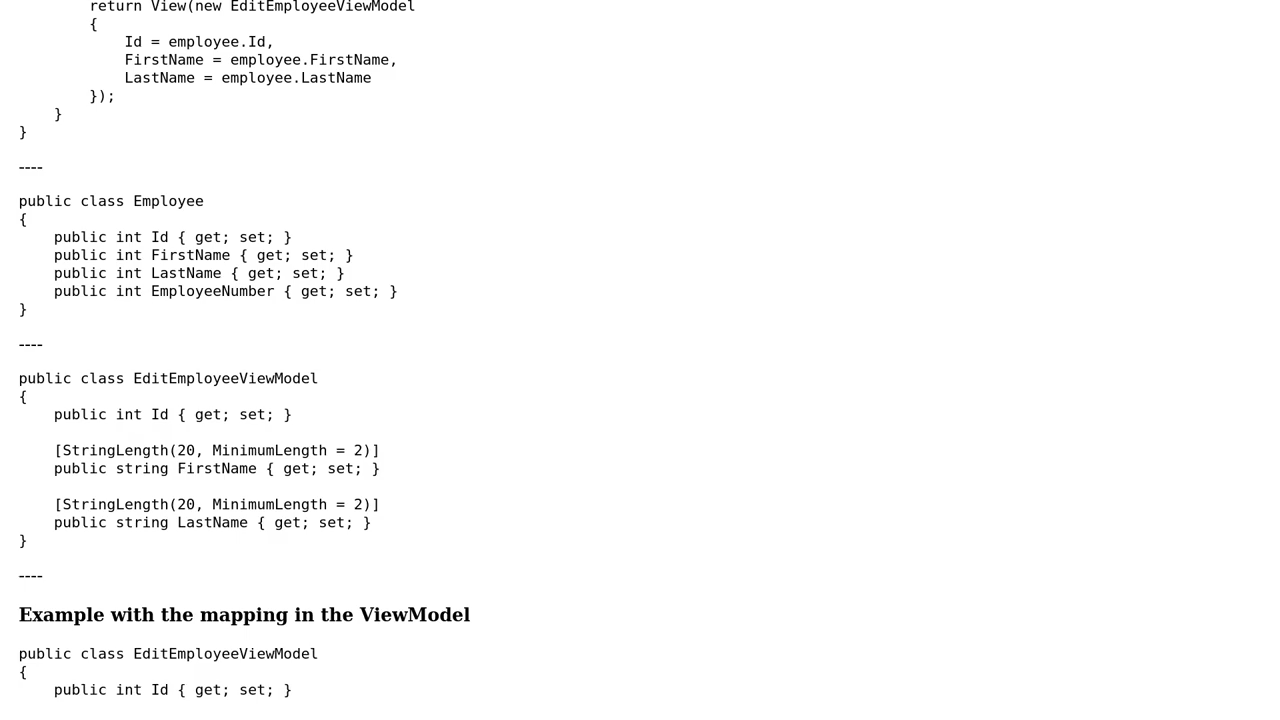 return View(new EditEmployeeViewModel
        {
            Id = employee.Id,
            FirstName = employee.FirstName,
            LastName = employee.LastName
        });
    }
}
----
public class Employee
{
    public int Id { get; set; }
    public int FirstName { get; set; }
    public int LastName { get; set; }
    public int EmployeeNumber { get; set; }
}
----
public class EditEmployeeViewModel
{
    public int Id { get; set; }
    [StringLength(20, MinimumLength = 2)]
    public string FirstName { get; set; }
    [StringLength(20, MinimumLength = 2)]
    public string LastName { get; set; }
}
----
Example with the mapping in the ViewModel
public class EditEmployeeViewModel
{
    public int Id { get; set; }